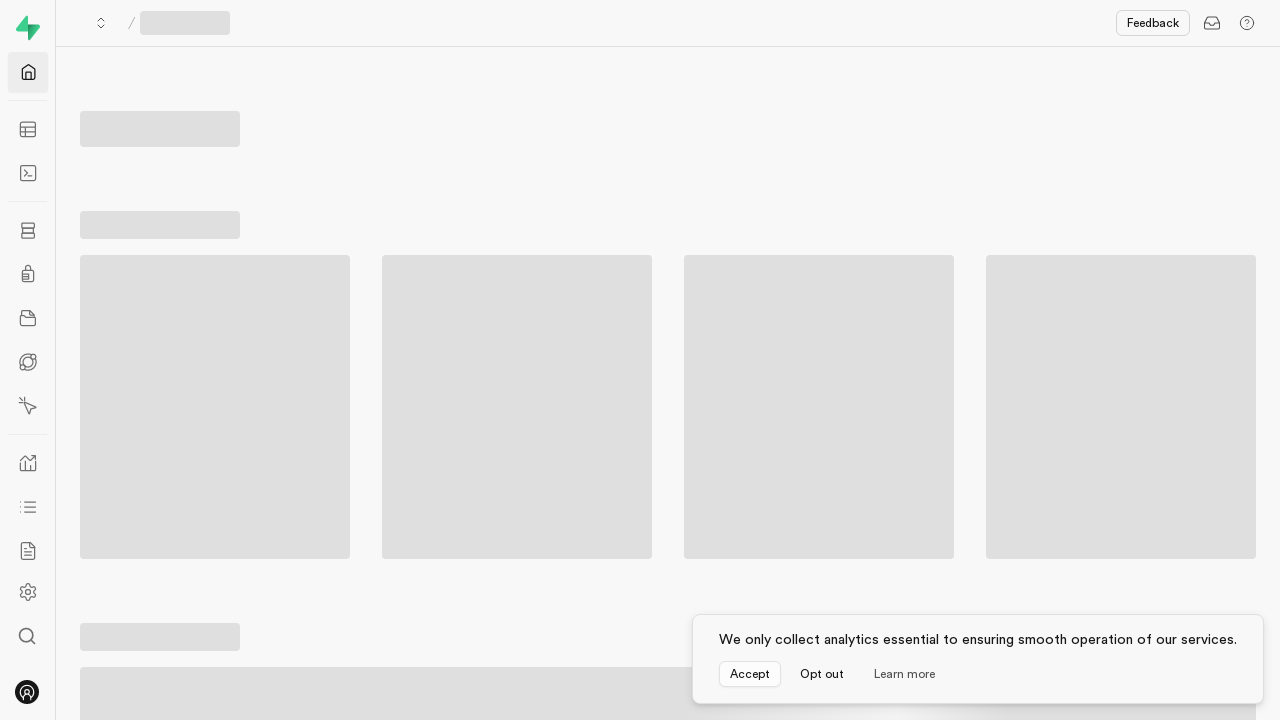 /
Feedback
We only collect analytics essential to ensuring smooth operation of our services.
Accept Opt out Learn more